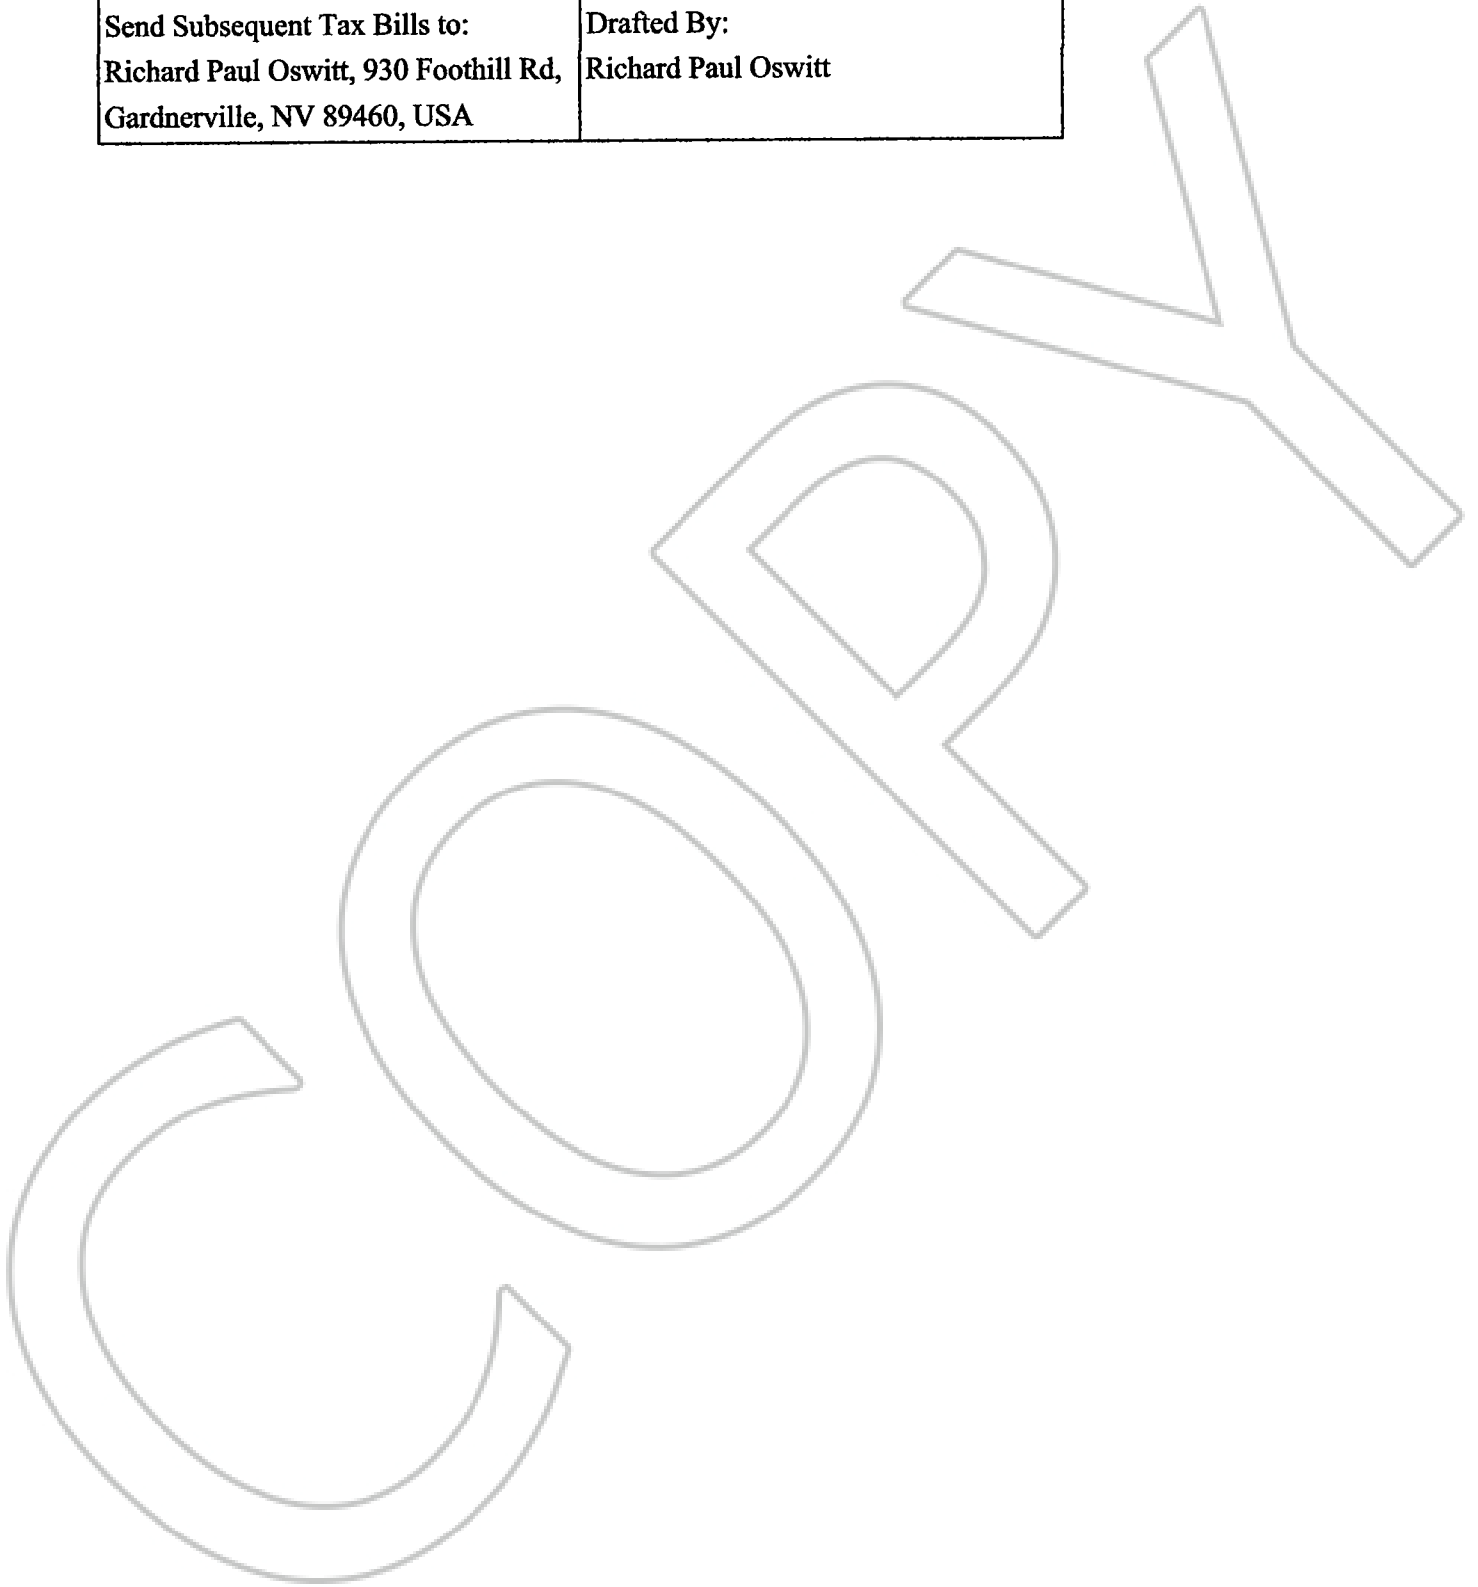 Send Subsequent Tax Bills to:
Richard Paul Oswitt, 930 Foothill Rd,
Gardnerville, NV 89460, USA
Drafted By:
Richard Paul Oswitt
COPY